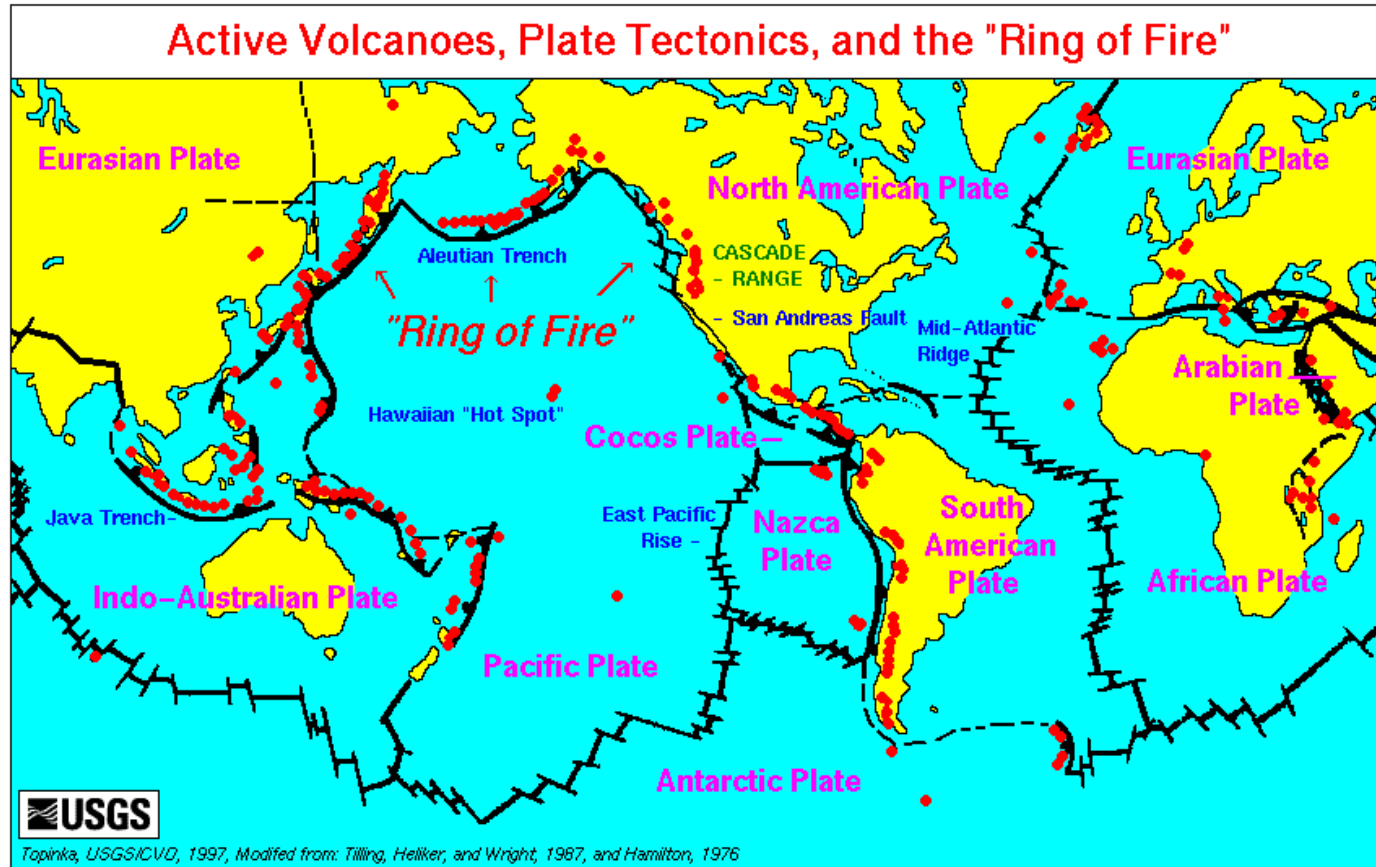 Active Volcanoes, Plate Tectonics, and the "Ring of Fire"
Eurasian Plate
North American Plate
Eurasian Plate
Aleutian Trench
CASCADE
- RANGE
"Ring of Fire"
- San Andreas Fault
Mid-Atlantic
Ridge
Arabian
Plate
Hawaiian "Hot Spot"
Cocos Plate
Java Trench-
East Pacific
Rise -
Nazca
Plate
South
American
Plate
Indo-Australian Plate
African Plate
Pacific Plate
Antarctic Plate
USGS
Topinka, USGS/CVO, 1997, Modifed from: Tilling, Heliker, and Wright, 1987, and Hamilton, 1976